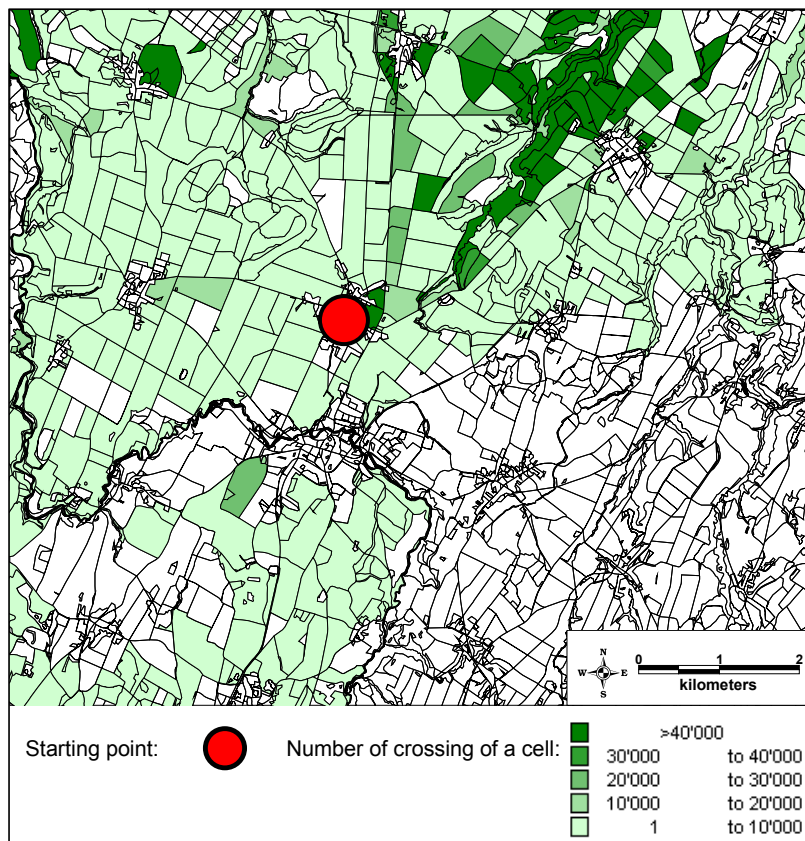 N
W E
S
0 1 2
kilometers
Starting point: Number of crossing of a cell:
>40'000
30'000 to 40'000
20'000 to 30'000
10'000 to 20'000
1 to 10'000